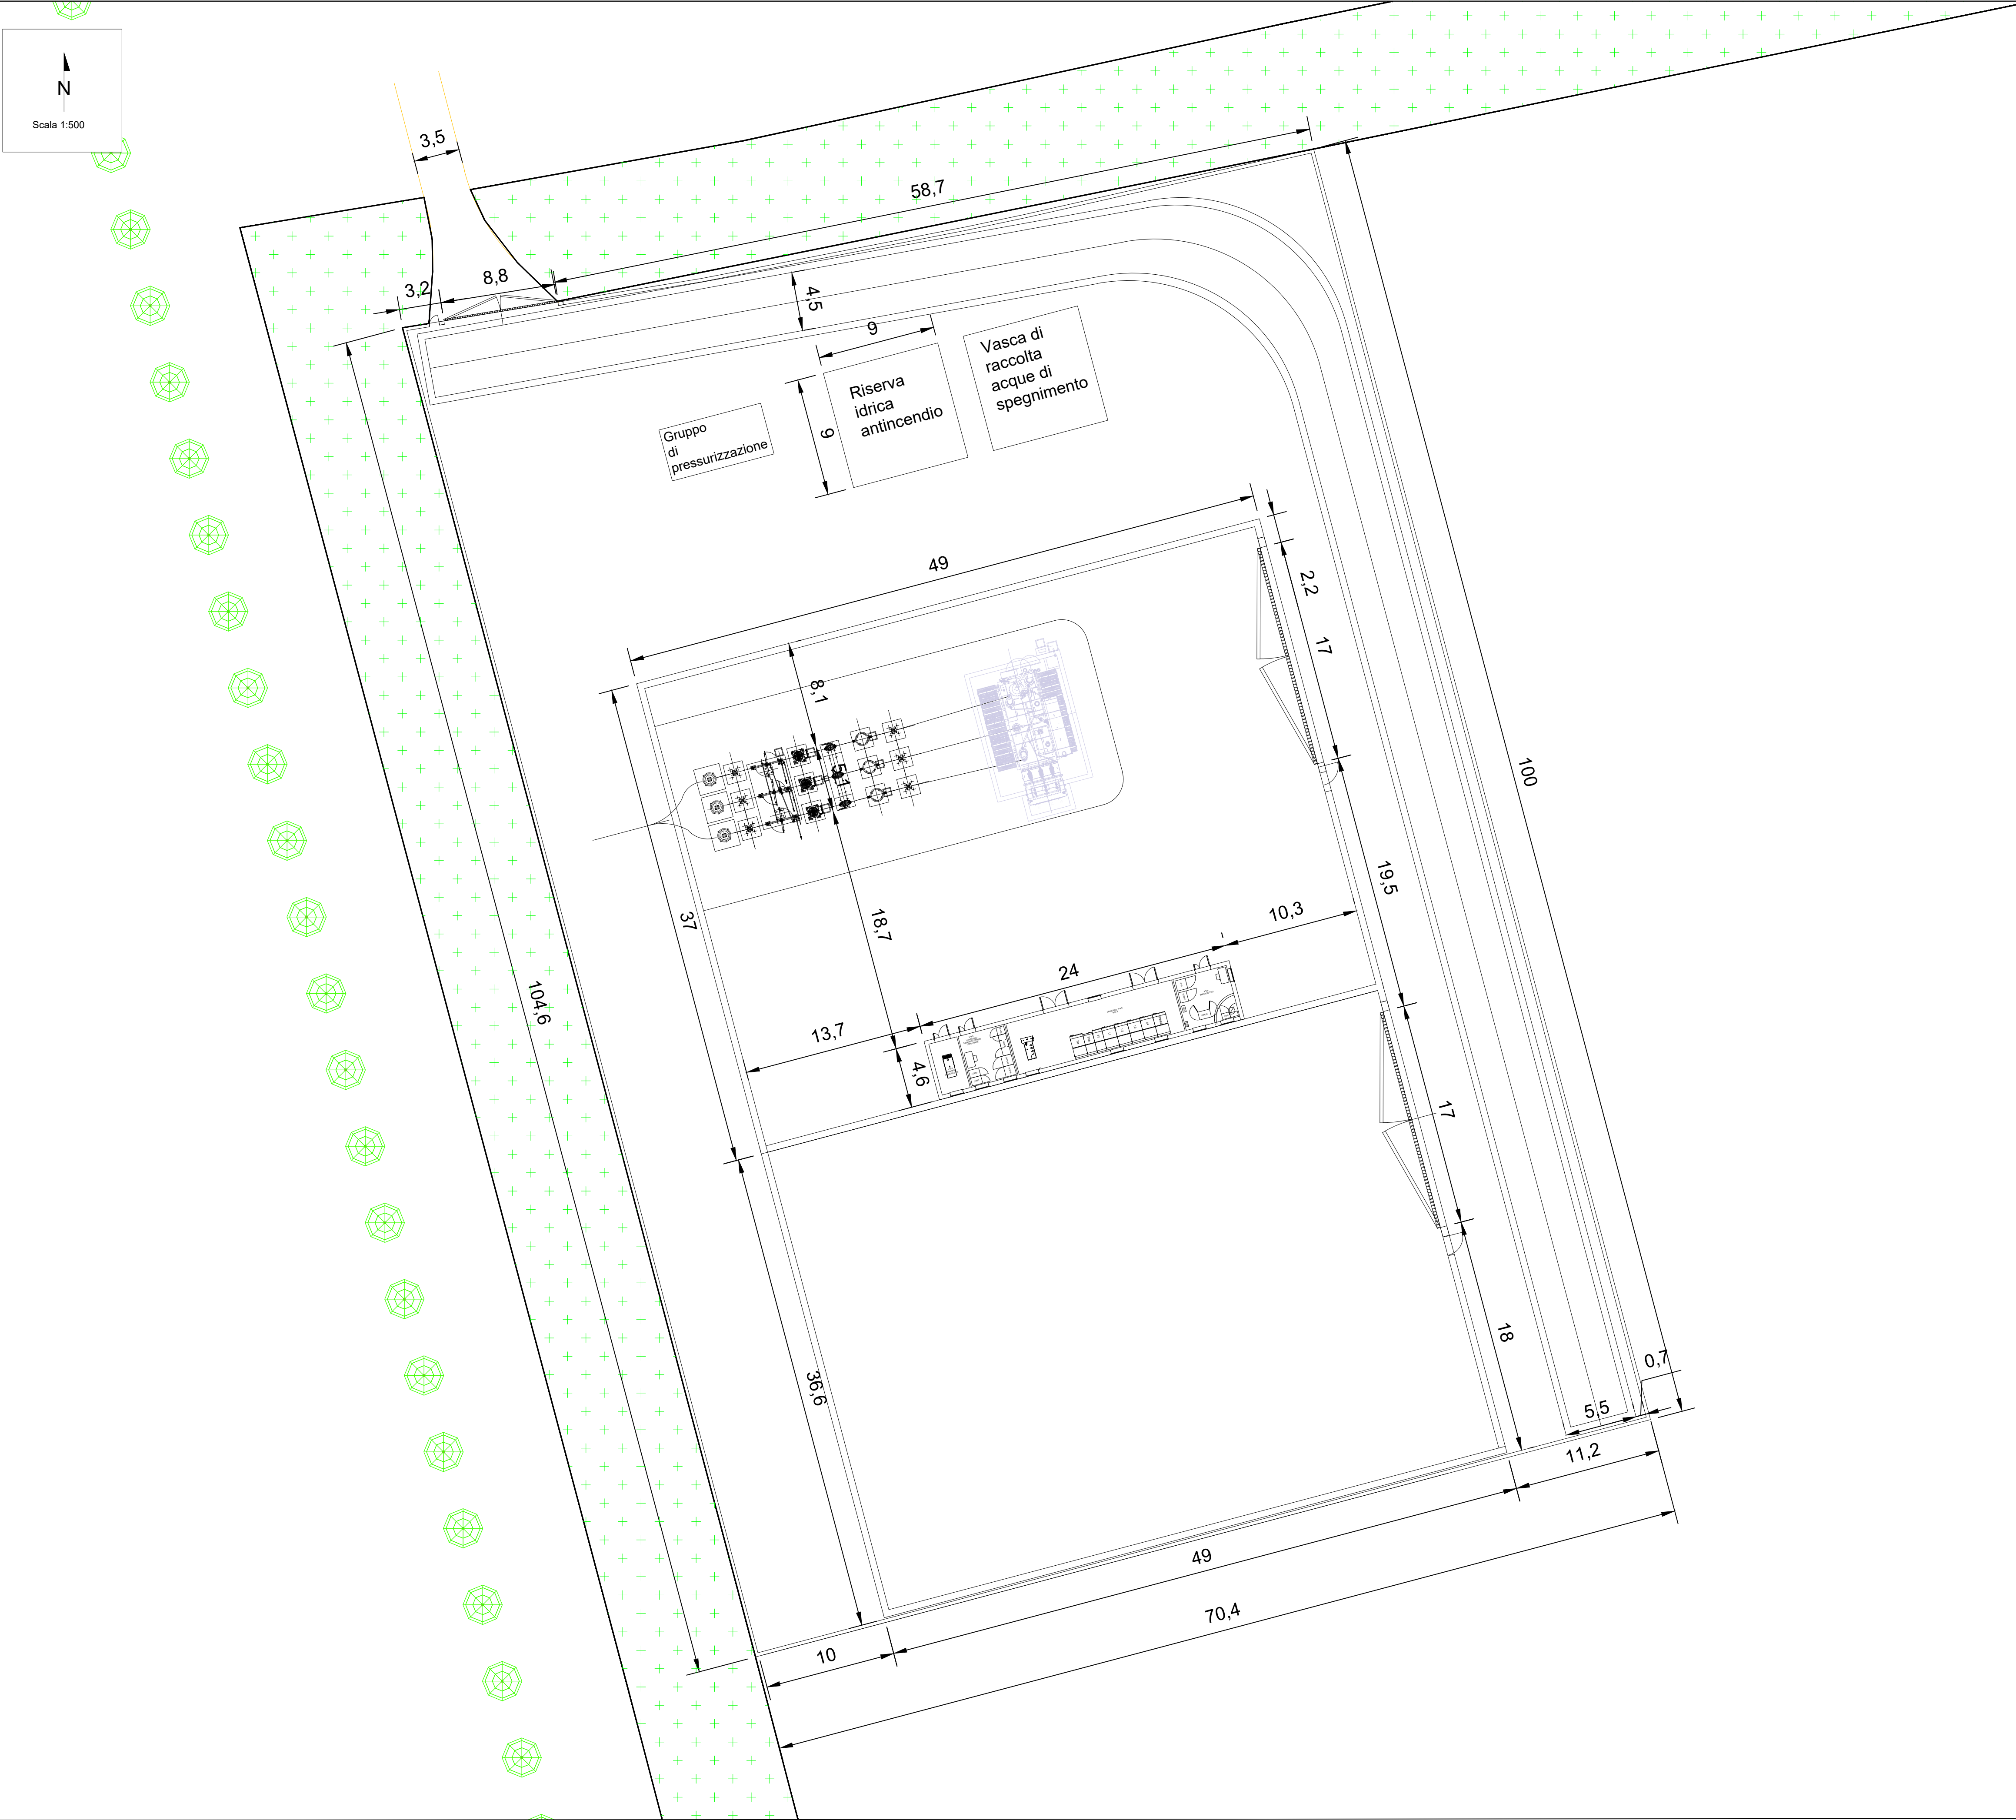 N
Scala 1:500
3,5
58,7
3,2
8,8
4,5
9
9
Vasca di
raccolta
acque di
spegnimento
Riserva
idrica
antincendio
Gruppo
di
pressurizzazione
49
2,2
17
8,1
5,1
100
37
18,7
19,5
10,3
24
13,7
4,6
104,6
17
36,6
18
0,7
5,5
11,2
49
70,4
10